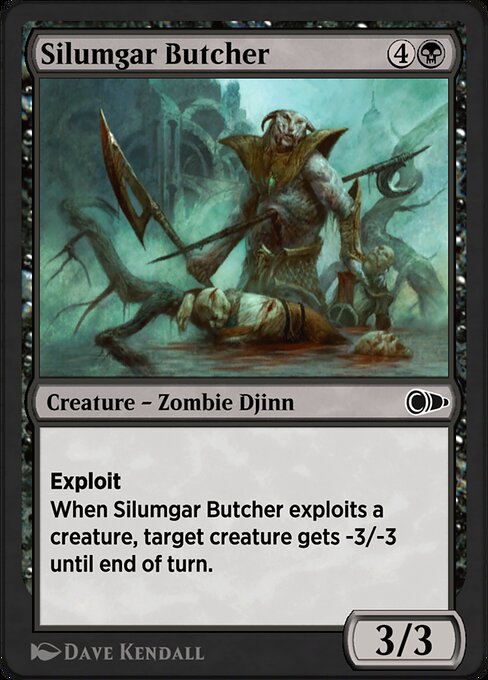 Silumgar Butcher 4
Creature – Zombie Djinn
Exploit
When Silumgar Butcher exploits a
creature, target creature gets -3/-3
until end of turn.
3/3
DAVE KENDALL